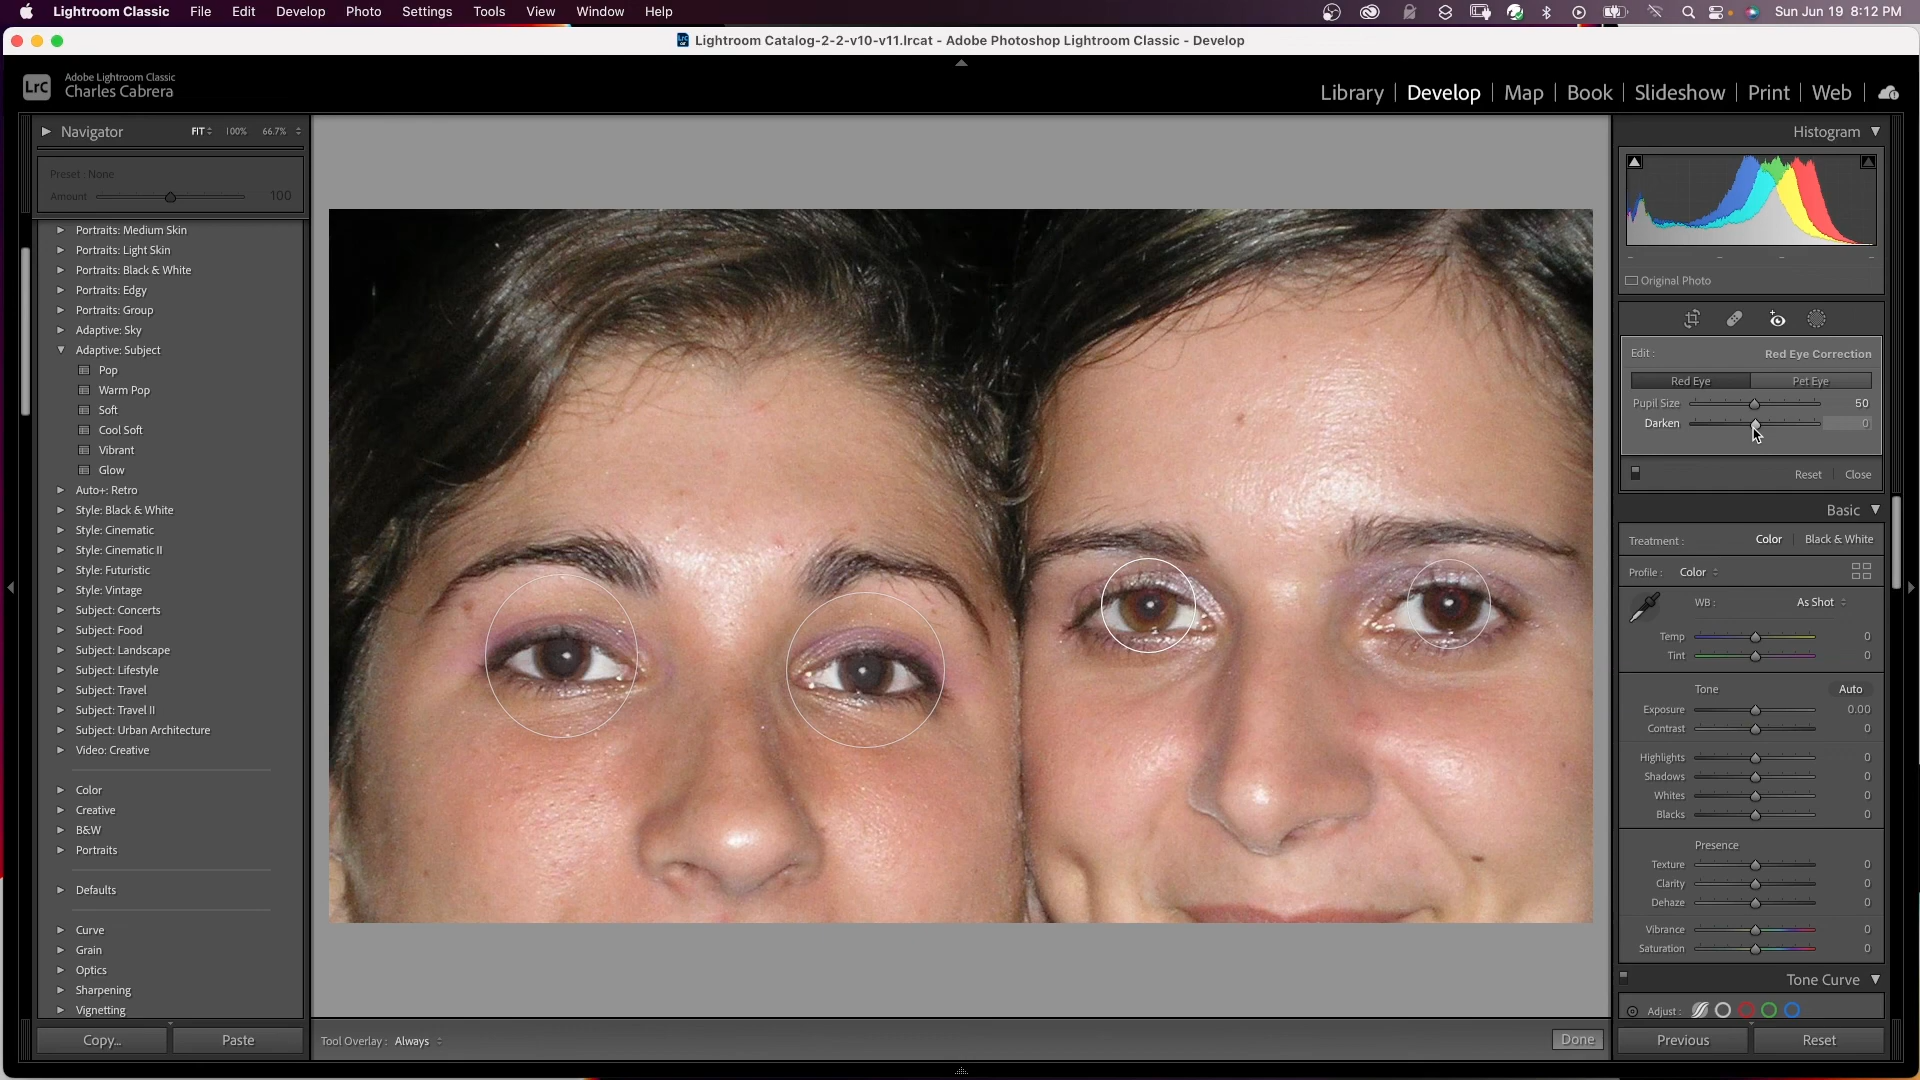 Lightroom Classic File Edit Develop Photo Settings Tools View Window Help Sun Jun 19 8:12 PM
Lightroom Catalog-2-2-v10-v11.lrcat - Adobe Photoshop Lightroom Classic - Develop
LrC
Adobe Lightroom Classic
Charles Cabrera
Library | Develop | Map | Book | Slideshow | Print | Web
Navigator FIT 100% 66.7%
Preset: None
Amount 100
Portraits: Medium Skin
Portraits: Light Skin
Portraits: Black & White
Portraits: Edgy
Portraits: Group
Adaptive: Sky
Adaptive: Subject
Pop
Warm Pop
Soft
Cool Soft
Vibrant
Glow
Auto+: Retro
Style: Black & White
Style: Cinematic
Style: Cinematic II
Style: Futuristic
Style: Vintage
Subject: Concerts
Subject: Food
Subject: Landscape
Subject: Lifestyle
Subject: Travel
Subject: Travel II
Subject: Urban Architecture
Video: Creative
Color
Creative
B&W
Portraits
Defaults
Curve
Grain
Optics
Sharpening
Vignetting
Copy... Paste
Tool Overlay: Always Done
Histogram
Original Photo
Edit: Red Eye Correction
Red Eye Pet Eye
Pupil Size 50
Darken 0
Reset Close
Basic
Treatment: Color Black & White
Profile: Color
WB: As Shot
Temp 0
Tint 0
Tone Auto
Exposure 0.00
Contrast 0
Highlights 0
Shadows 0
Whites 0
Blacks 0
Presence
Texture 0
Clarity 0
Dehaze 0
Vibrance 0
Saturation 0
Tone Curve
Adjust:
Previous Reset